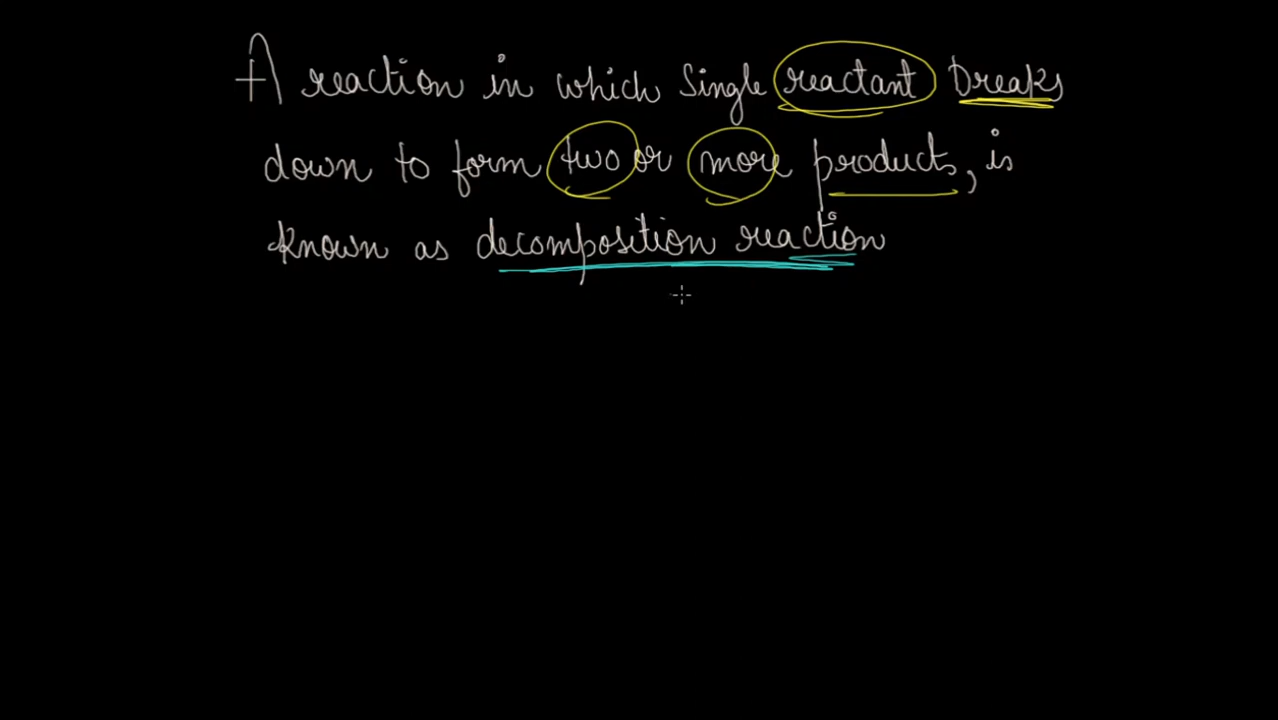 A reaction in which Single reactant Breaks
down to form two or more products, is
known as decomposition reaction